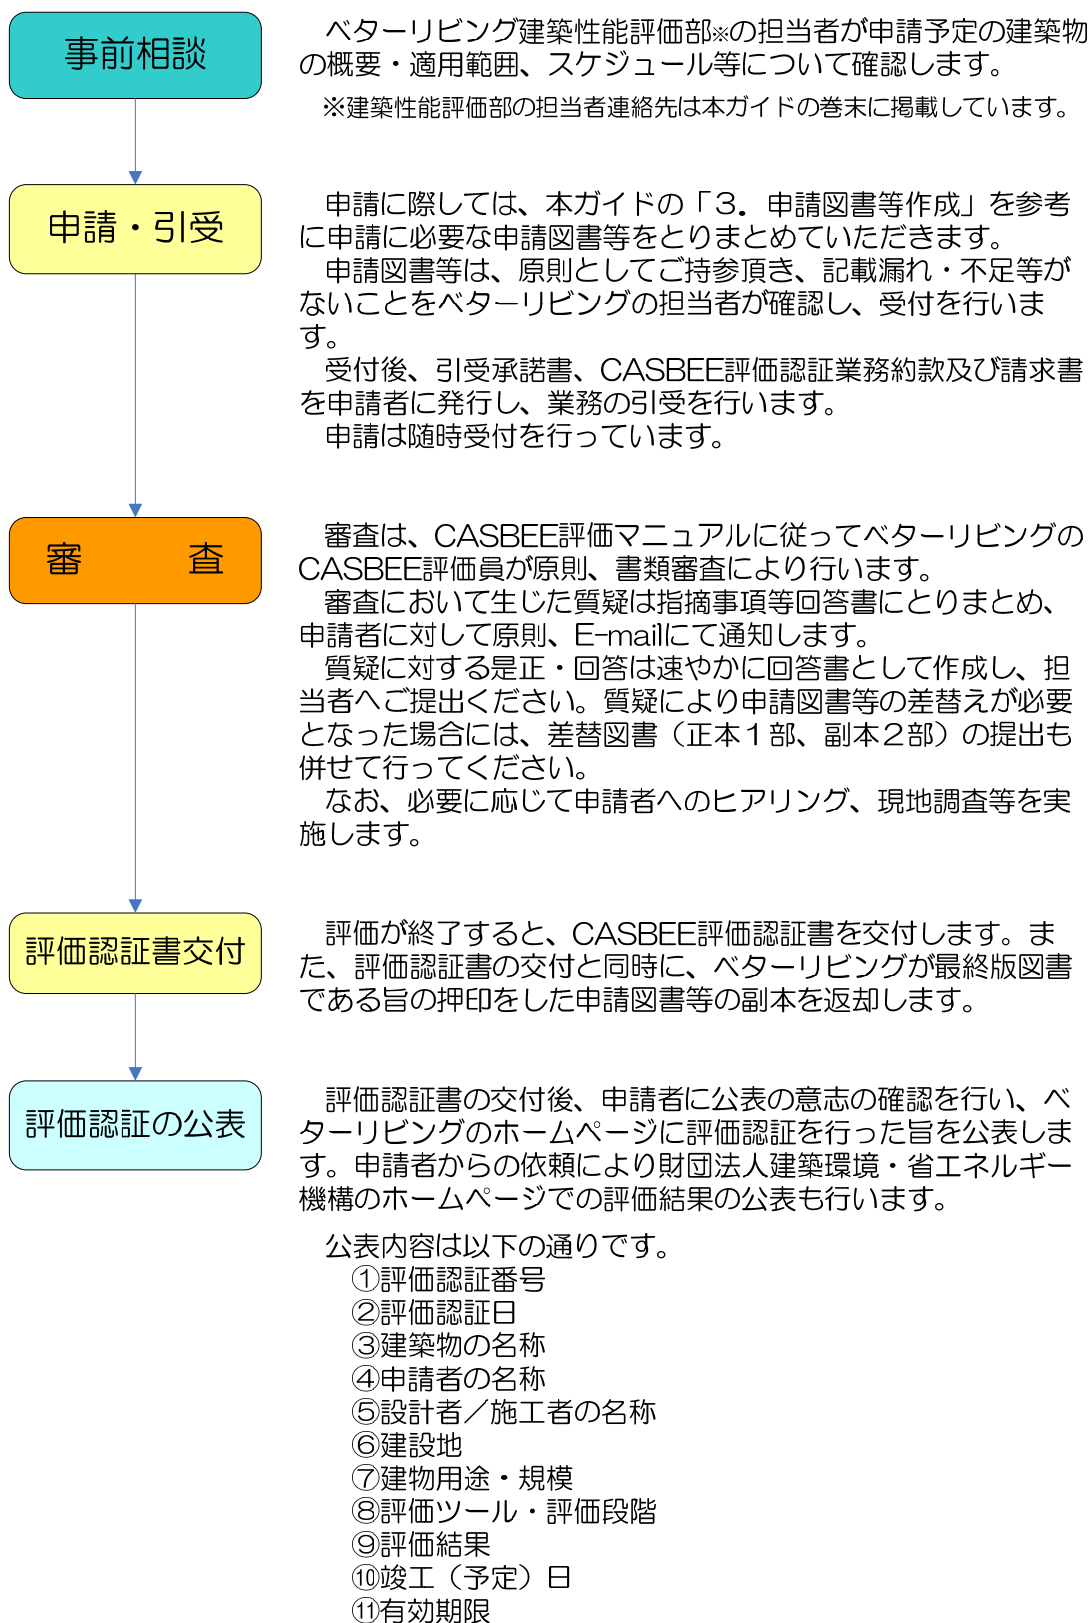 事前相談
　ベターリビング建築性能評価部※の担当者が申請予定の建築物
の概要・適用範囲、スケジュール等について確認します。
※建築性能評価部の担当者連絡先は本ガイドの巻末に掲載しています。
申請・引受
　申請に際しては、本ガイドの「３．申請図書等作成」を参考
に申請に必要な申請図書等をとりまとめていただきます。
　申請図書等は、原則としてご持参頂き、記載漏れ・不足等が
ないことをベターリビングの担当者が確認し、受付を行いま
す。
　受付後、引受承諾書、CASBEE評価認証業務約款及び請求書
を申請者に発行し、業務の引受を行います。
　申請は随時受付を行っています。
審　　　査
　審査は、CASBEE評価マニュアルに従ってベターリビングの
CASBEE評価員が原則、書類審査により行います。
　審査において生じた質疑は指摘事項等回答書にとりまとめ、
申請者に対して原則、E-mailにて通知します。
　質疑に対する是正・回答は速やかに回答書として作成し、担
当者へご提出ください。質疑により申請図書等の差替えが必要
となった場合には、差替図書（正本１部、副本２部）の提出も
併せて行ってください。
　なお、必要に応じて申請者へのヒアリング、現地調査等を実
施します。
評価認証書交付
　評価が終了すると、CASBEE評価認証書を交付します。ま
た、評価認証書の交付と同時に、ベターリビングが最終版図書
である旨の押印をした申請図書等の副本を返却します。
評価認証の公表
　評価認証書の交付後、申請者に公表の意志の確認を行い、ベ
ターリビングのホームページに評価認証を行った旨を公表しま
す。申請者からの依頼により財団法人建築環境・省エネルギー
機構のホームページでの評価結果の公表も行います。
　公表内容は以下の通りです。
①評価認証番号
②評価認証日
③建築物の名称
④申請者の名称
⑤設計者／施工者の名称
⑥建設地
⑦建物用途・規模
⑧評価ツール・評価段階
⑨評価結果
⑩竣工（予定）日
⑪有効期限